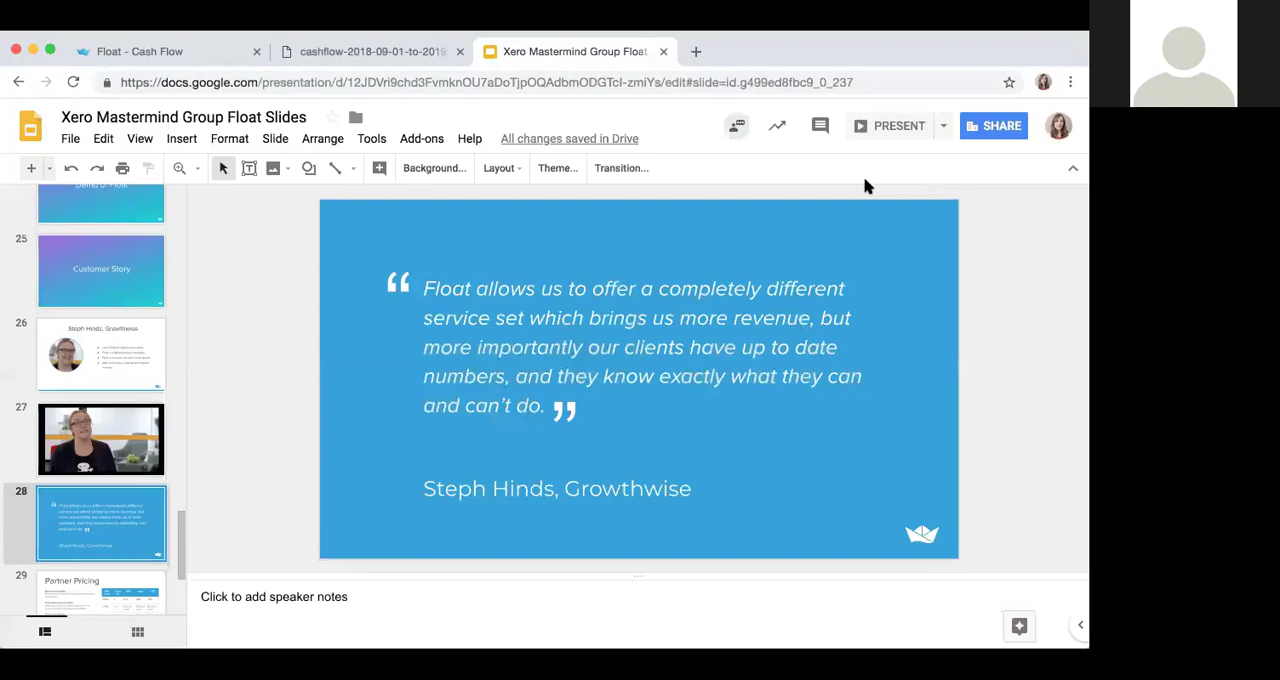 Float - Cash Flow
cashflow-2018-09-01-to-2019
Xero Mastermind Group Float
https://docs.google.com/presentation/d/12JDVri9chd3FvmknOU7aDoTjpOQAdbmODGTcI-zmiYs/edit#slide=id.g499ed8fbc9_0_237
Xero Mastermind Group Float Slides
File Edit View Insert Format Slide Arrange Tools Add-ons Help All changes saved in Drive
PRESENT
SHARE
Background... Layout Theme... Transition...
Demo of Float
25
Customer Story
26
Steph Hinds, Growthwise
27
28
29
Partner Pricing
“ Float allows us to offer a completely different
service set which brings us more revenue, but
more importantly our clients have up to date
numbers, and they know exactly what they can
and can’t do. ”
Steph Hinds, Growthwise
Click to add speaker notes